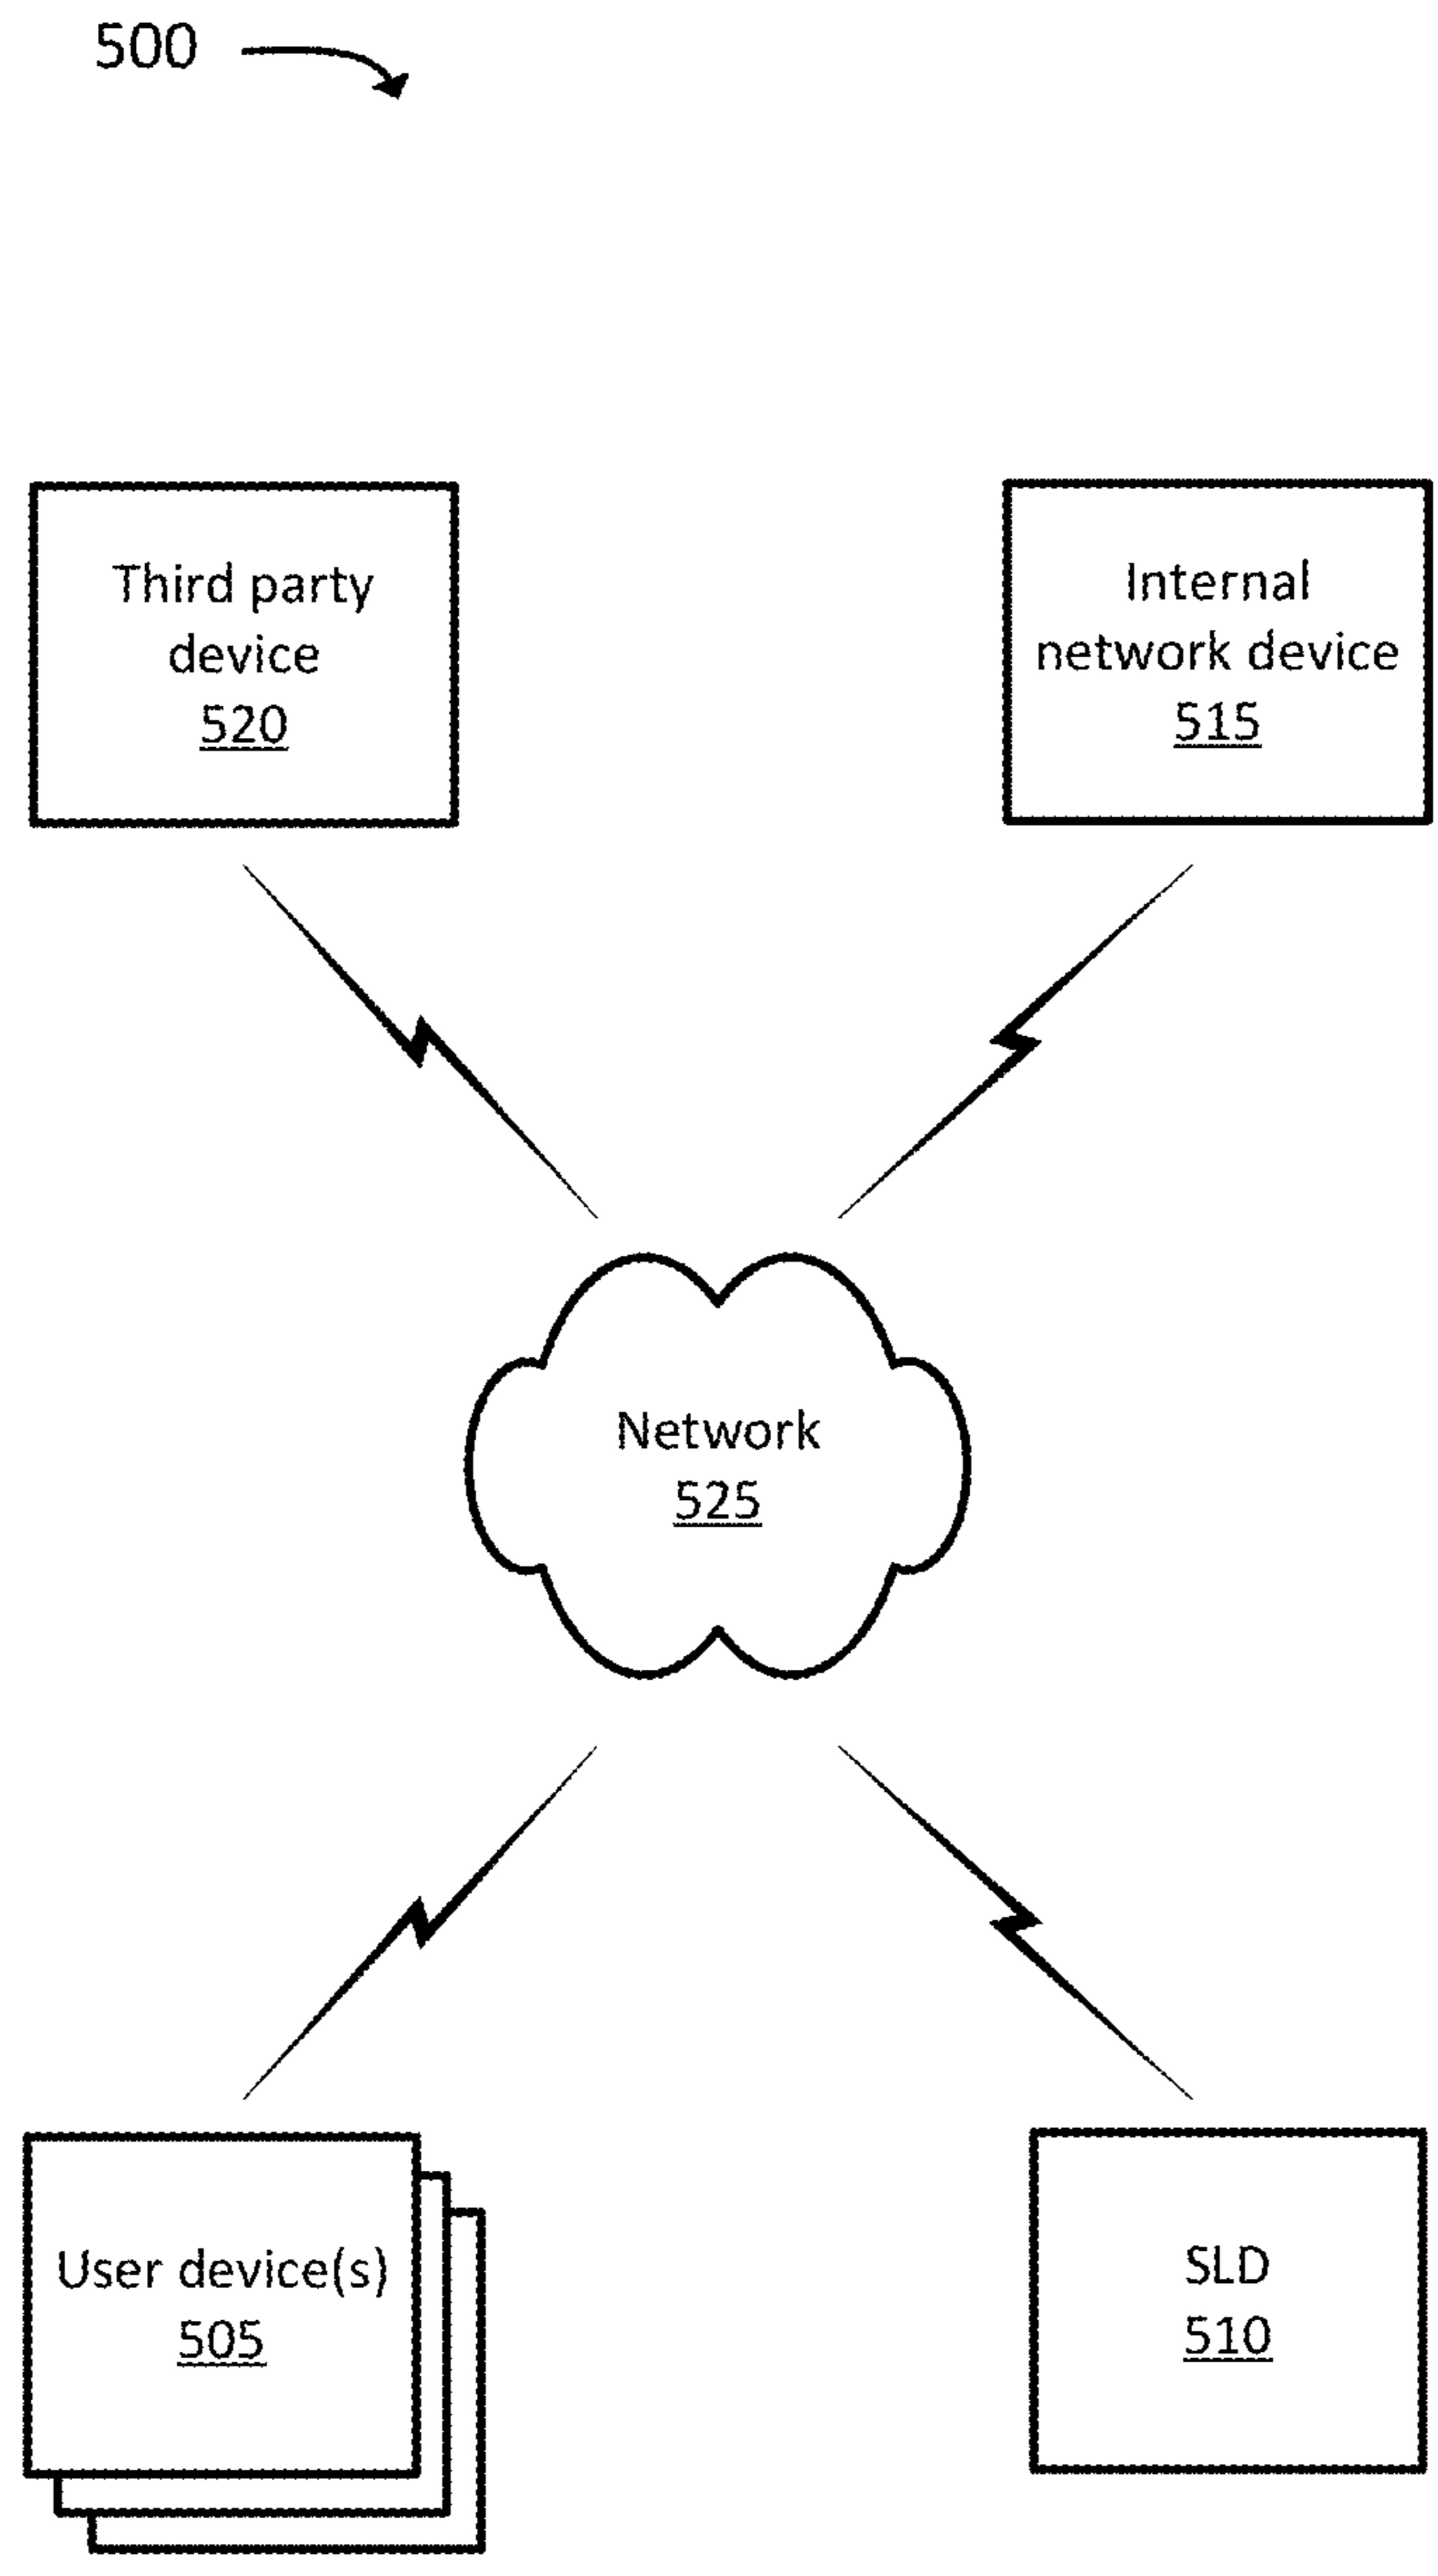 500
Third party
device
520
Internal
network device
515
Network
525
User device(s)
505
SLD
510